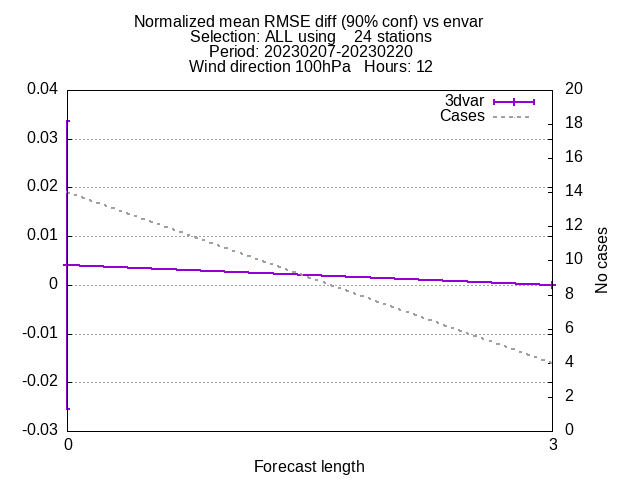 Normalized mean RMSE diff (90% conf) vs envar
Selection: ALL using    24 stations
Period: 20230207-20230220
Wind direction 100hPa   Hours: 12
3dvar
Cases
0.04
0.03
0.02
0.01
0
-0.01
-0.02
-0.03
20
18
16
14
12
10
8
6
4
2
0
No cases
0
3
Forecast length